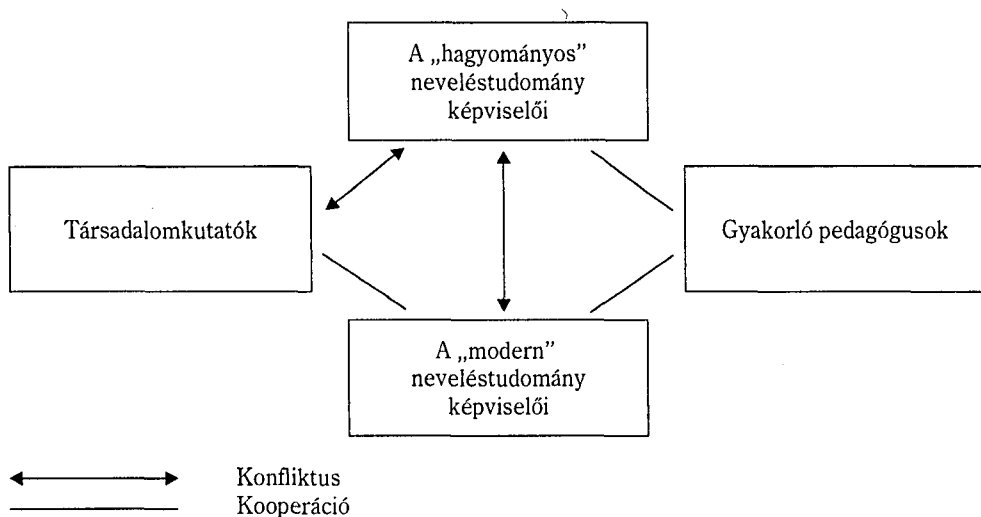 A „hagyományos”
neveléstudomány
képviselői
Társadalomkutatók
Gyakorló pedagógusok
A „modern”
neveléstudomány
képviselői
Konfliktus
Kooperáció